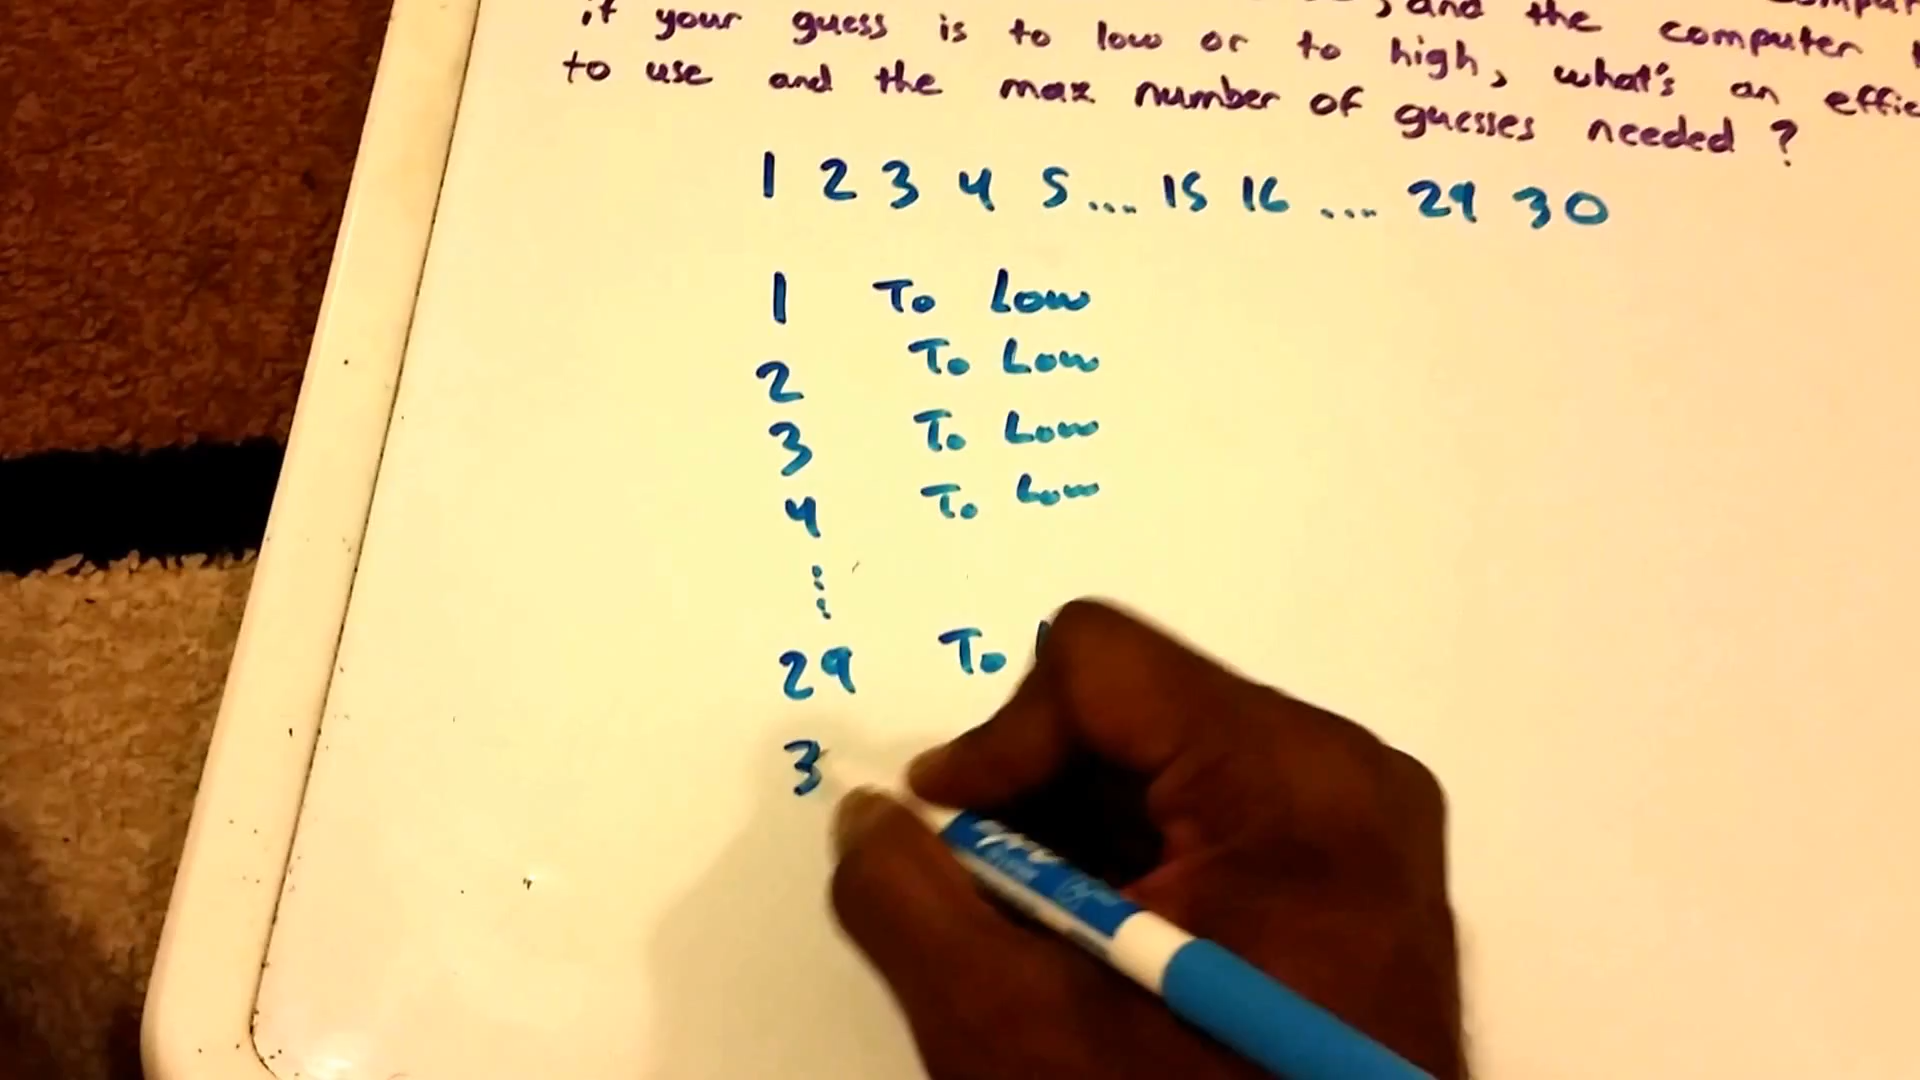 and the
if your guess is to low or to high, what's an
to use and the max number of guesses needed ?
1 2 3 4 5.... 15 16 .... 29 30
1 To Low
2 To Low
3 To Low
4 To Low
29 To
3